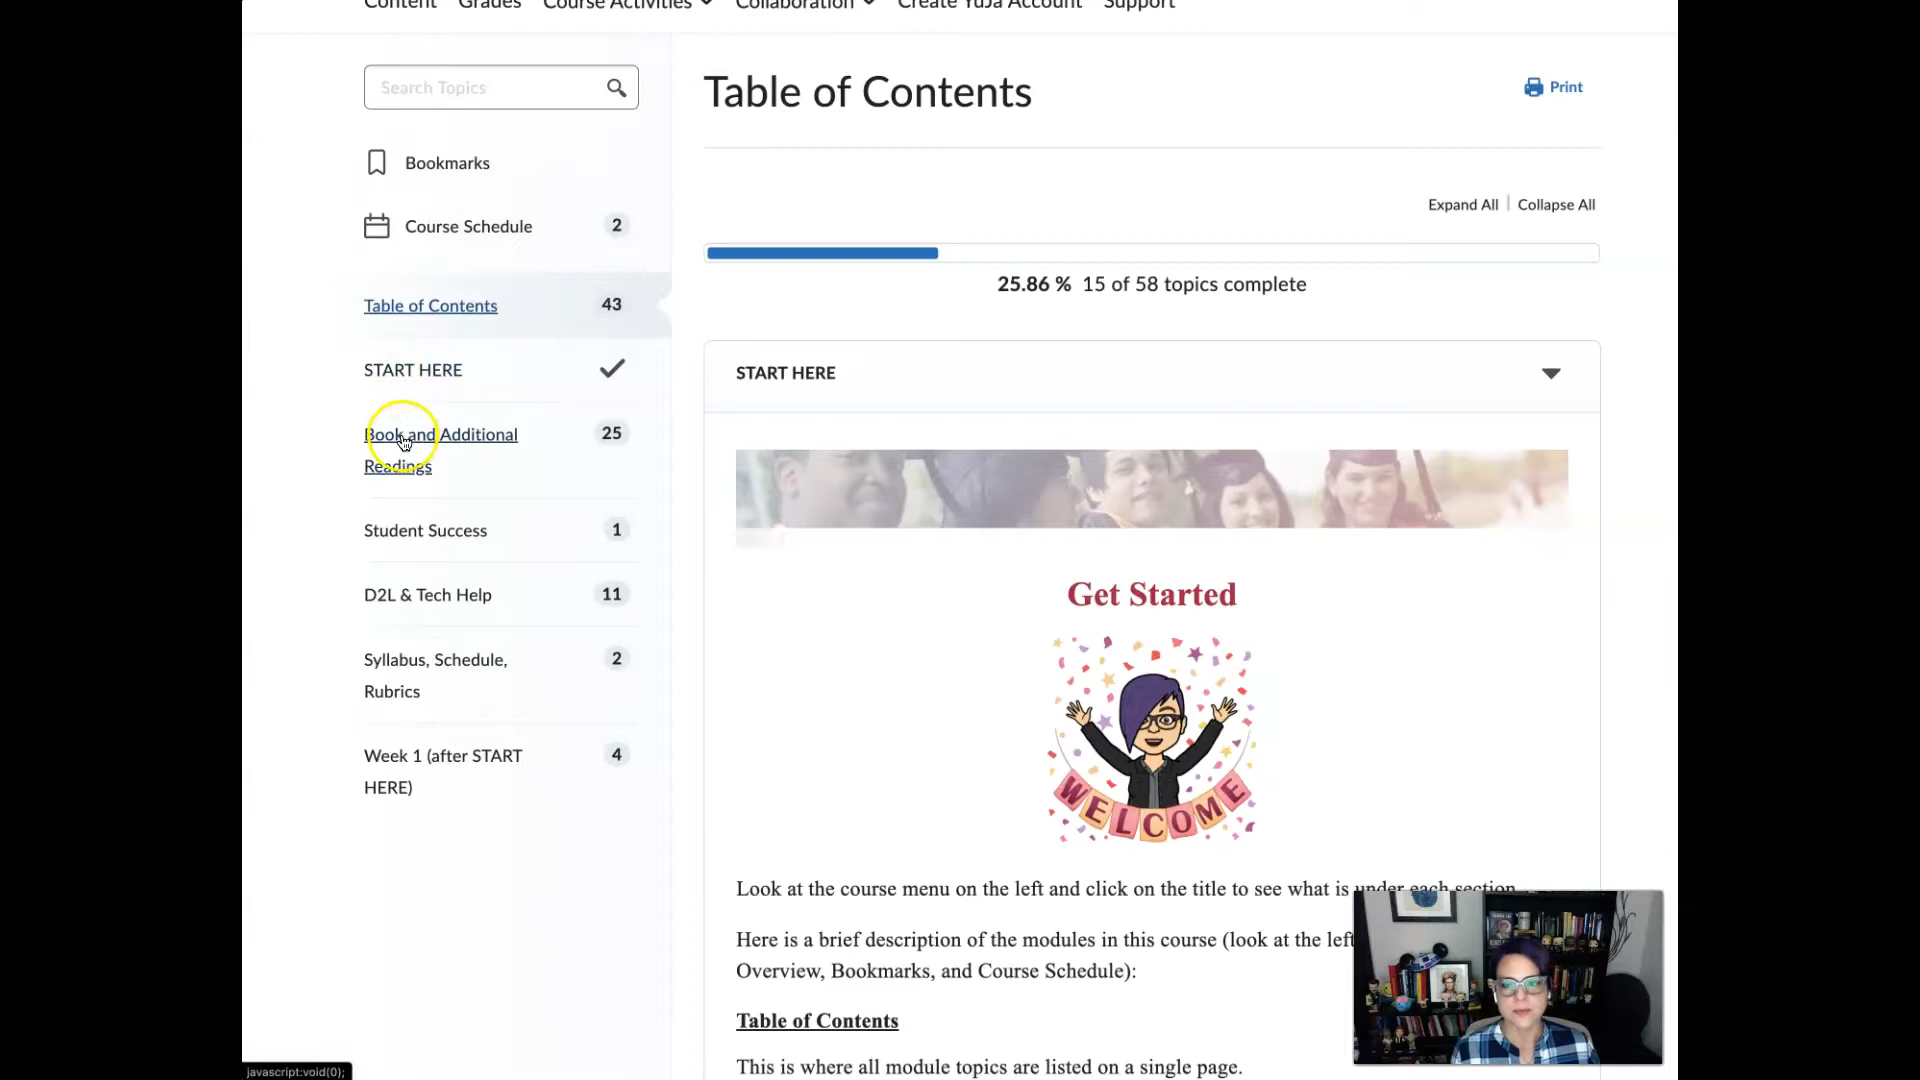 Content Grades Course Activities Collaboration Create YuJa Account Support
Search Topics
Bookmarks
Course Schedule 2
Table of Contents 43
START HERE
Book and Additional 25
Readings
Student Success 1
D2L & Tech Help 11
Syllabus, Schedule, 2
Rubrics
Week 1 (after START 4
HERE)
Table of Contents
Print
Expand All | Collapse All
25.86 % 15 of 58 topics complete
START HERE
Get Started
WELCOME
Look at the course menu on the left and click on the title to see what is under each section
Here is a brief description of the modules in this course (look at the left
Overview, Bookmarks, and Course Schedule):
Table of Contents
This is where all module topics are listed on a single page.
javascript:void(0);